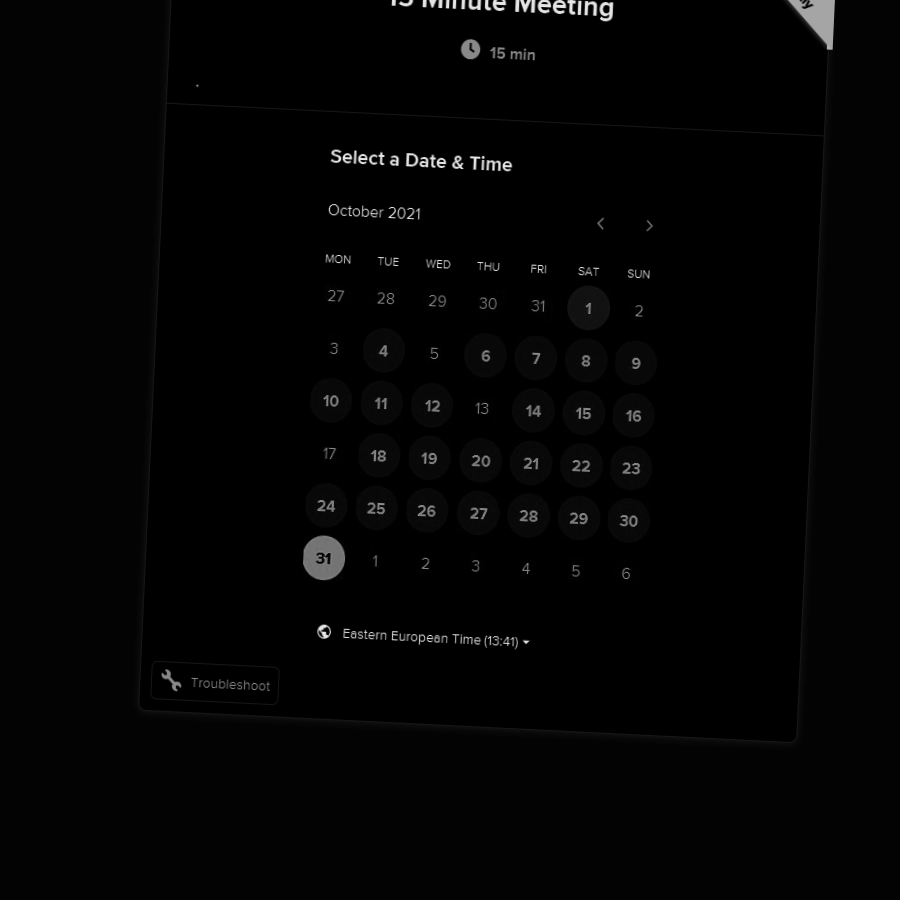 15 Minute Meeting
15 min
Select a Date & Time
October 2021
MON TUE WED THU FRI SAT SUN
27 28 29 30 31 1 2
3 4 5 6 7 8 9
10 11 12 13 14 15 16
17 18 19 20 21 22 23
24 25 26 27 28 29 30
31 1 2 3 4 5 6
Eastern European Time (13:41)
Troubleshoot